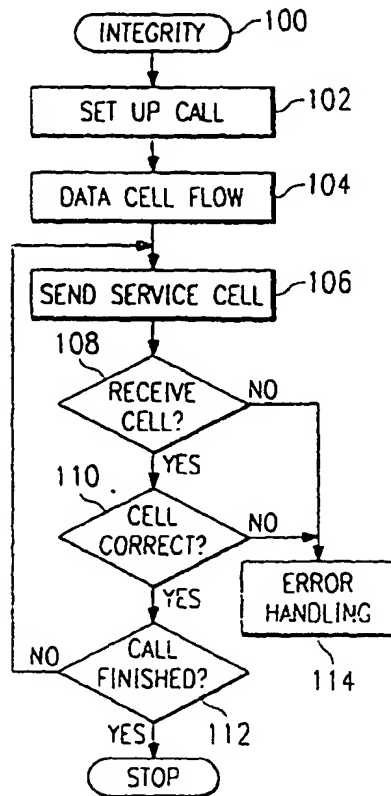 INTEGRITY
100
SET UP CALL
102
DATA CELL FLOW
104
SEND SERVICE CELL
106
108
RECEIVE
CELL?
NO
YES
110
CELL
CORRECT?
NO
YES
ERROR
HANDLING
114
NO
CALL
FINISHED?
112
YES
STOP